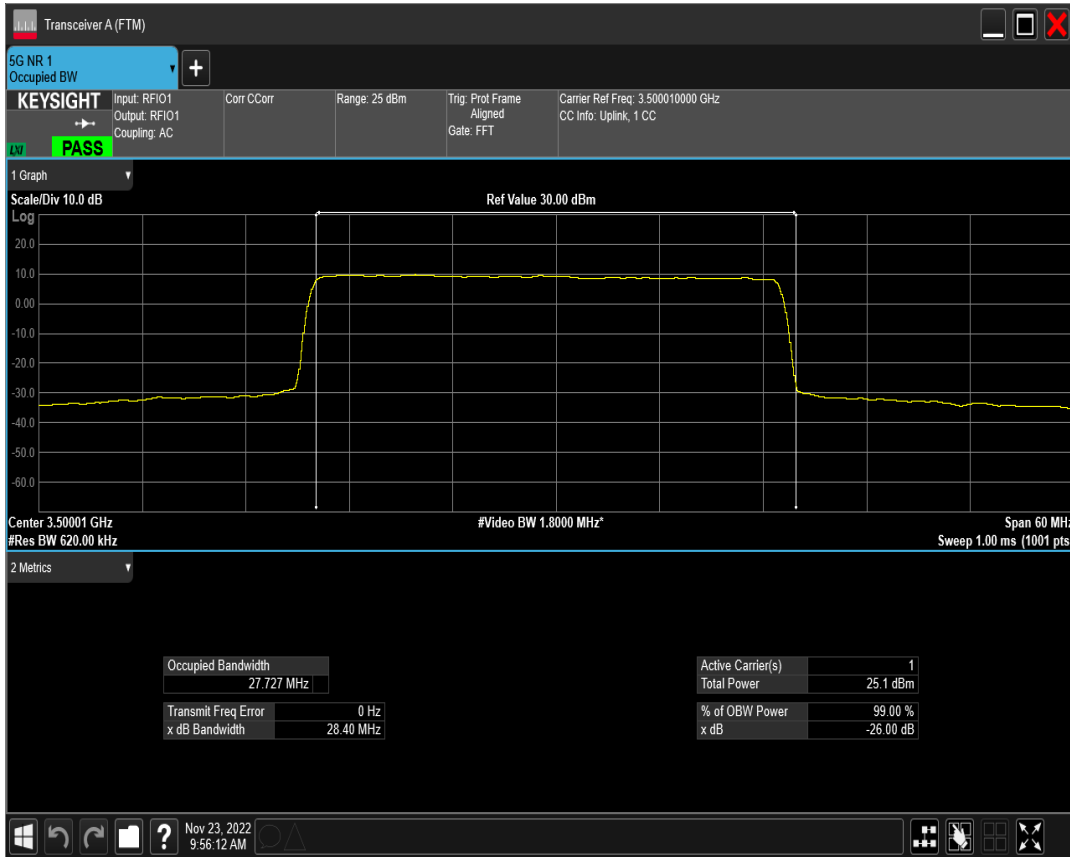 Transceiver A (FTM)
5G NR 1
Occupied BW
+
KEYSIGHT
LXI
PASS
Input: RFIO1
Output: RFIO1
Coupling: AC
Corr CCorr
Range: 25 dBm
Trig: Prot Frame
Aligned
Gate: FFT
Carrier Ref Freq: 3.500010000 GHz
CC Info: Uplink, 1 CC
1 Graph
Scale/Div 10.0 dB
Ref Value 30.00 dBm
Log
20.0
10.0
0.00
-10.0
-20.0
-30.0
-40.0
-50.0
-60.0
Center 3.50001 GHz
#Video BW 1.8000 MHz*
Span 60 MHz
#Res BW 620.00 kHz
Sweep 1.00 ms (1001 pts
2 Metrics
Occupied Bandwidth
27.727 MHz
Transmit Freq Error 0 Hz
x dB Bandwidth 28.40 MHz
Active Carrier(s) 1
Total Power 25.1 dBm
% of OBW Power 99.00 %
x dB -26.00 dB
?
Nov 23, 2022
9:56:12 AM